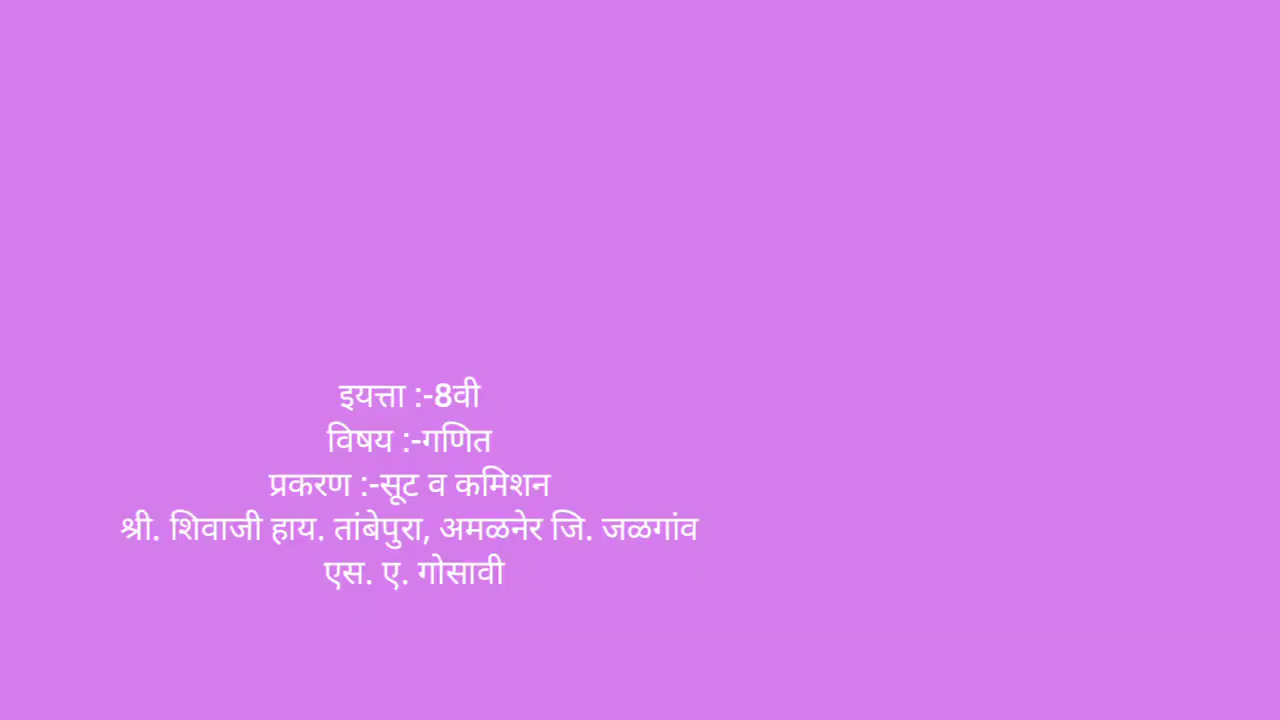 इयत्ता :-8वी
विषय :-गणित
प्रकरण :-सूट व कमिशन
श्री. शिवाजी हाय. तांबेपुरा, अमळनेर जि. जळगांव
एस. ए. गोसावी